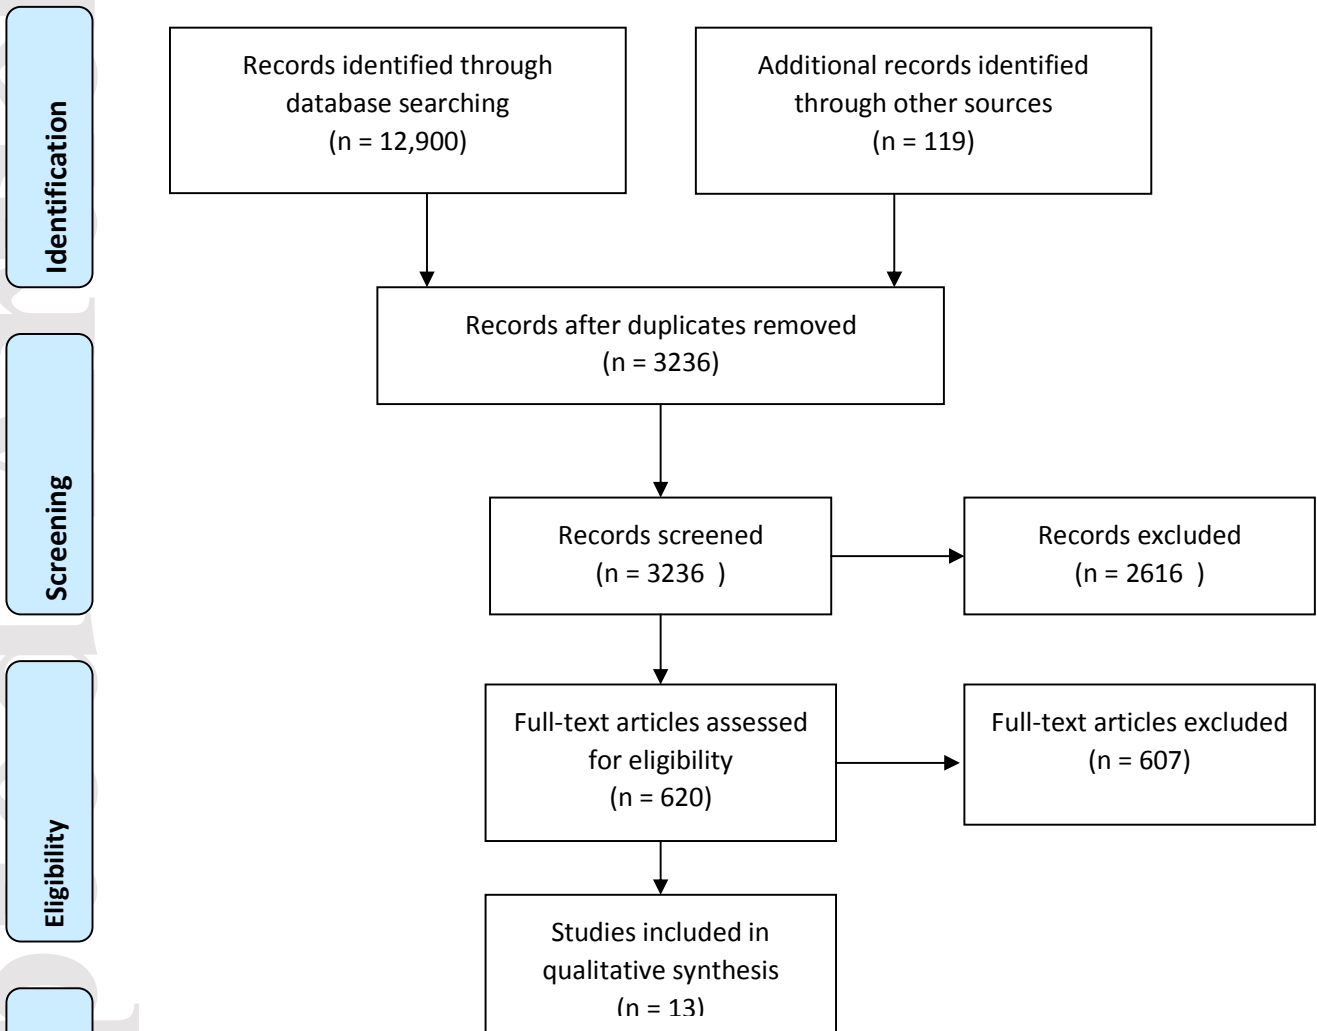 Identification
Records identified through
database searching
(n = 12,900)
Additional records identified
through other sources
(n = 119)
Records after duplicates removed
(n = 3236)
Screening
Records screened
(n = 3236  )
Records excluded
(n = 2616  )
Eligibility
Full-text articles assessed
for eligibility
(n = 620)
Full-text articles excluded
(n = 607)
Studies included in
qualitative synthesis
(n = 13)